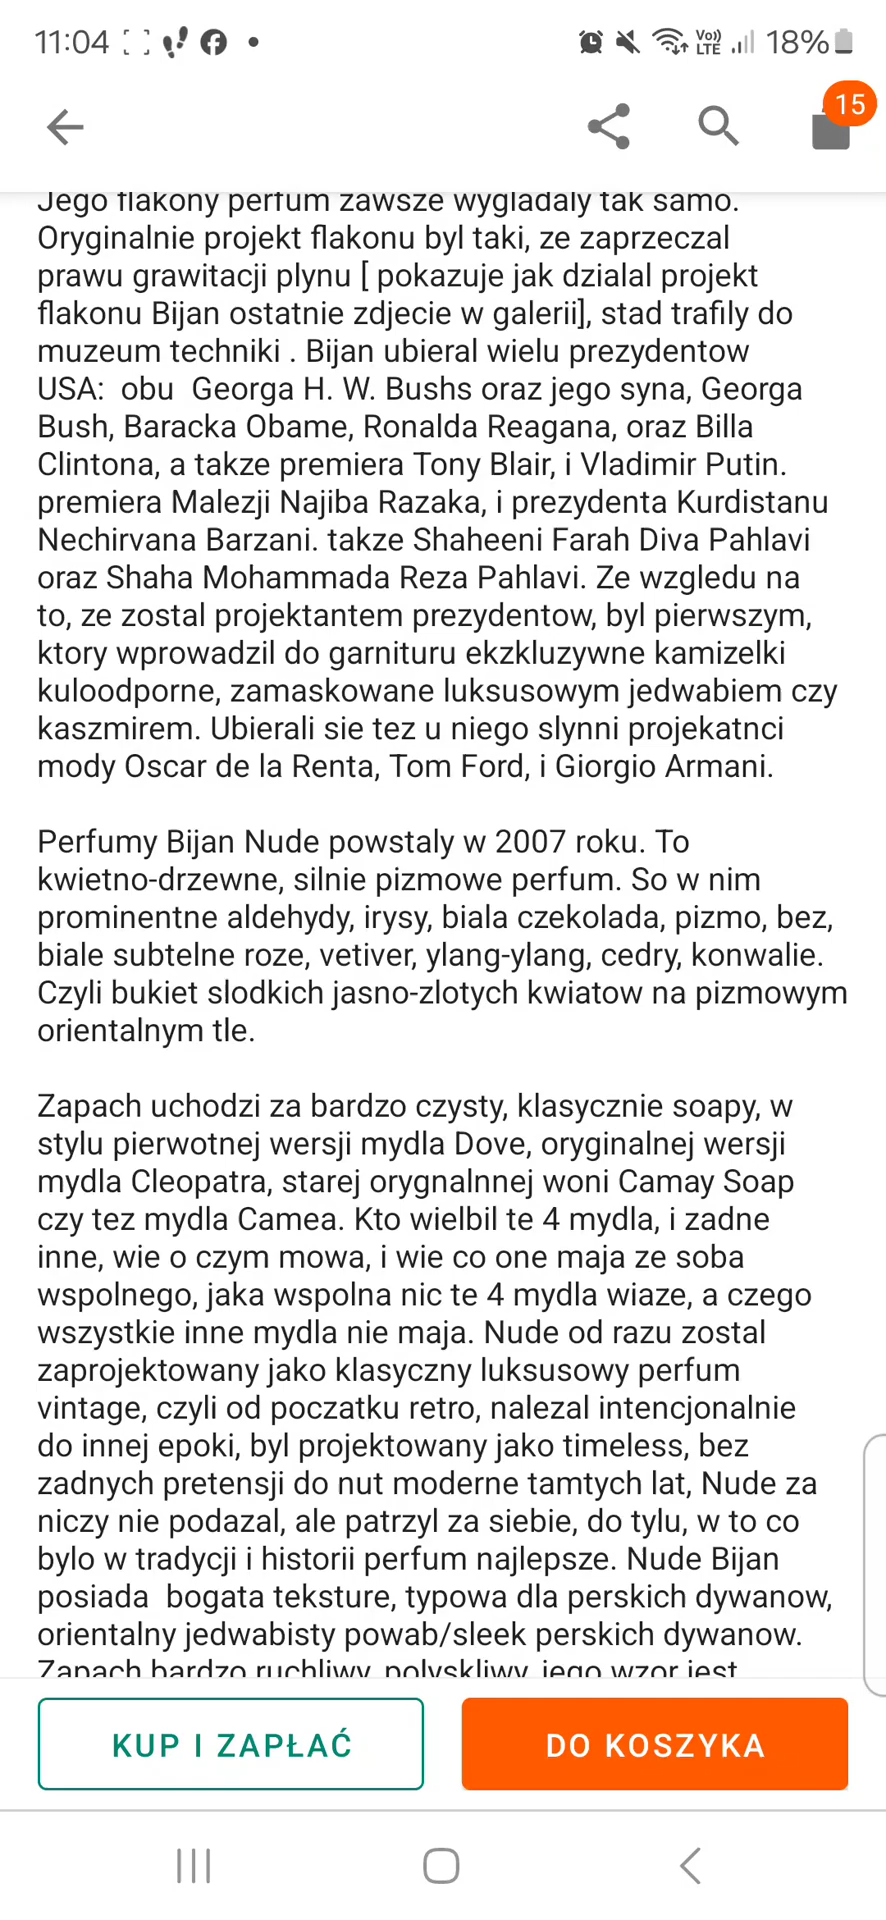 11:04
Vo))
LTE
18%
15
Jego flakony perfum zawsze wygladaly tak samo.
Oryginalnie projekt flakonu byl taki, ze zaprzeczal
prawu grawitacji plynu [ pokazuje jak dzialal projekt
flakonu Bijan ostatnie zdjecie w galerii], stad trafily do
muzeum techniki . Bijan ubieral wielu prezydentow
USA:  obu  Georga H. W. Bushs oraz jego syna, Georga
Bush, Baracka Obame, Ronalda Reagana, oraz Billa
Clintona, a takze premiera Tony Blair, i Vladimir Putin.
premiera Malezji Najiba Razaka, i prezydenta Kurdistanu
Nechirvana Barzani. takze Shaheeni Farah Diva Pahlavi
oraz Shaha Mohammada Reza Pahlavi. Ze wzgledu na
to, ze zostal projektantem prezydentow, byl pierwszym,
ktory wprowadzil do garnituru ekzkluzywne kamizelki
kuloodporne, zamaskowane luksusowym jedwabiem czy
kaszmirem. Ubierali sie tez u niego slynni projekatnci
mody Oscar de la Renta, Tom Ford, i Giorgio Armani.
Perfumy Bijan Nude powstaly w 2007 roku. To
kwietno-drzewne, silnie pizmowe perfum. So w nim
prominentne aldehydy, irysy, biala czekolada, pizmo, bez,
biale subtelne roze, vetiver, ylang-ylang, cedry, konwalie.
Czyli bukiet slodkich jasno-zlotych kwiatow na pizmowym
orientalnym tle.
Zapach uchodzi za bardzo czysty, klasycznie soapy, w
stylu pierwotnej wersji mydla Dove, oryginalnej wersji
mydla Cleopatra, starej orygnalnnej woni Camay Soap
czy tez mydla Camea. Kto wielbil te 4 mydla, i zadne
inne, wie o czym mowa, i wie co one maja ze soba
wspolnego, jaka wspolna nic te 4 mydla wiaze, a czego
wszystkie inne mydla nie maja. Nude od razu zostal
zaprojektowany jako klasyczny luksusowy perfum
vintage, czyli od poczatku retro, nalezal intencjonalnie
do innej epoki, byl projektowany jako timeless, bez
zadnych pretensji do nut moderne tamtych lat, Nude za
niczy nie podazal, ale patrzyl za siebie, do tylu, w to co
bylo w tradycji i historii perfum najlepsze. Nude Bijan
posiada  bogata teksture, typowa dla perskich dywanow,
orientalny jedwabisty powab/sleek perskich dywanow.
Zapach bardzo ruchliwy, polyskliwy, jego wzor jest
KUP I ZAPŁAĆ
DO KOSZYKA